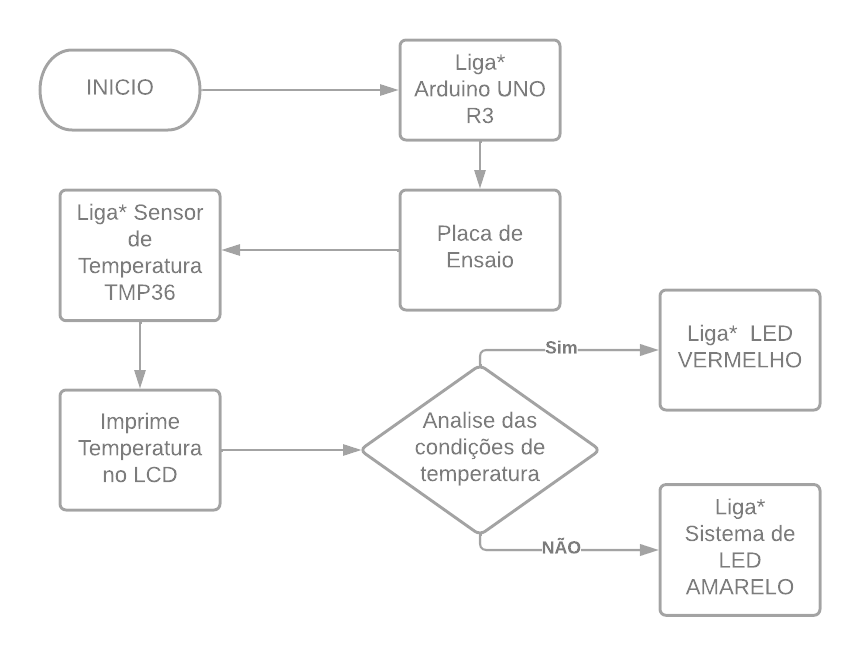 INICIO
Liga*
Arduino UNO
R3
Placa de
Ensaio
Liga* Sensor
de
Temperatura
TMP36
Imprime
Temperatura
no LCD
Analise das
condições de
temperatura
Sim
Liga* LED
VERMELHO
NÃO
Liga*
Sistema de
LED
AMARELO